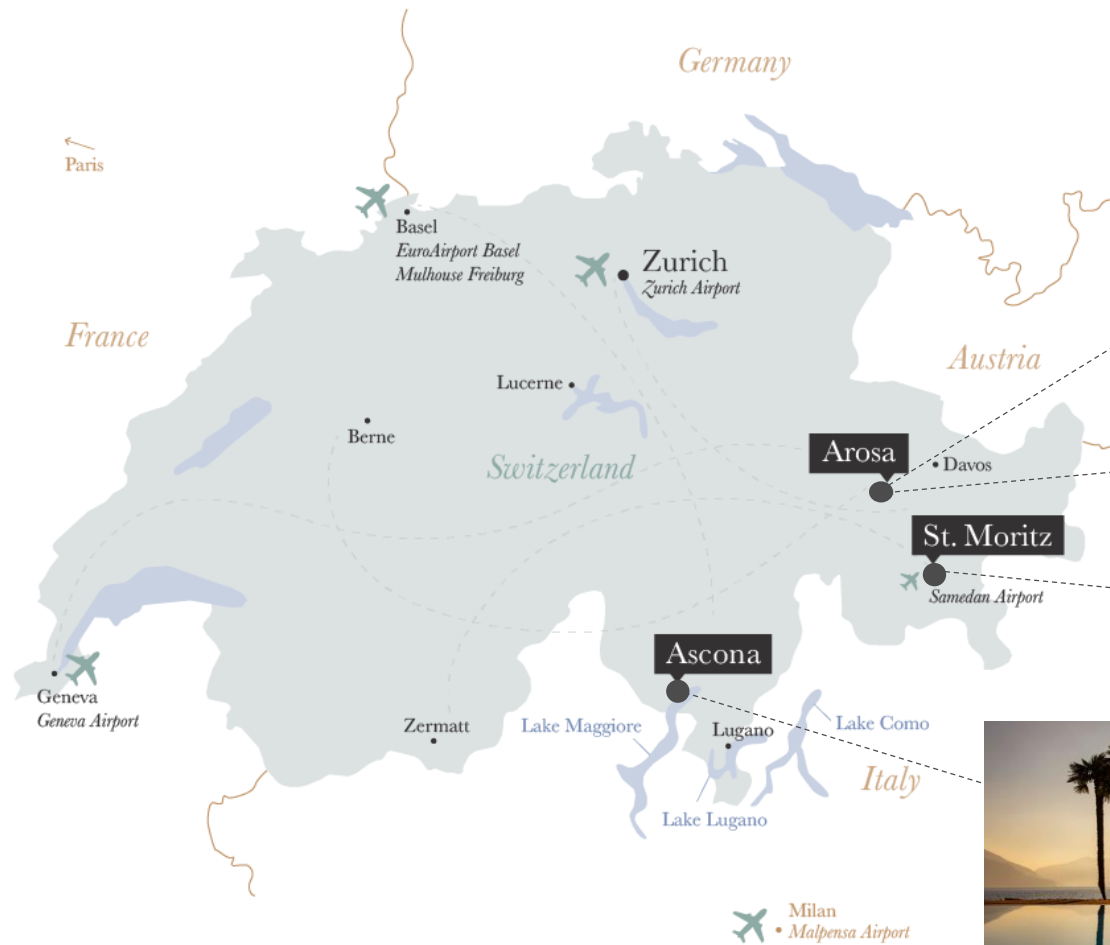 Germany
Paris
Basel
EuroAirport Basel
Mulhouse Freiburg
Zurich
Zurich Airport
France
Austria
Lucerne
Berne
Switzerland
Arosa
Davos
St. Moritz
Samedan Airport
Ascona
Geneva
Geneva Airport
Zermatt
Lake Maggiore
Lugano
Lake Como
Italy
Lake Lugano
Milan
Malpensa Airport